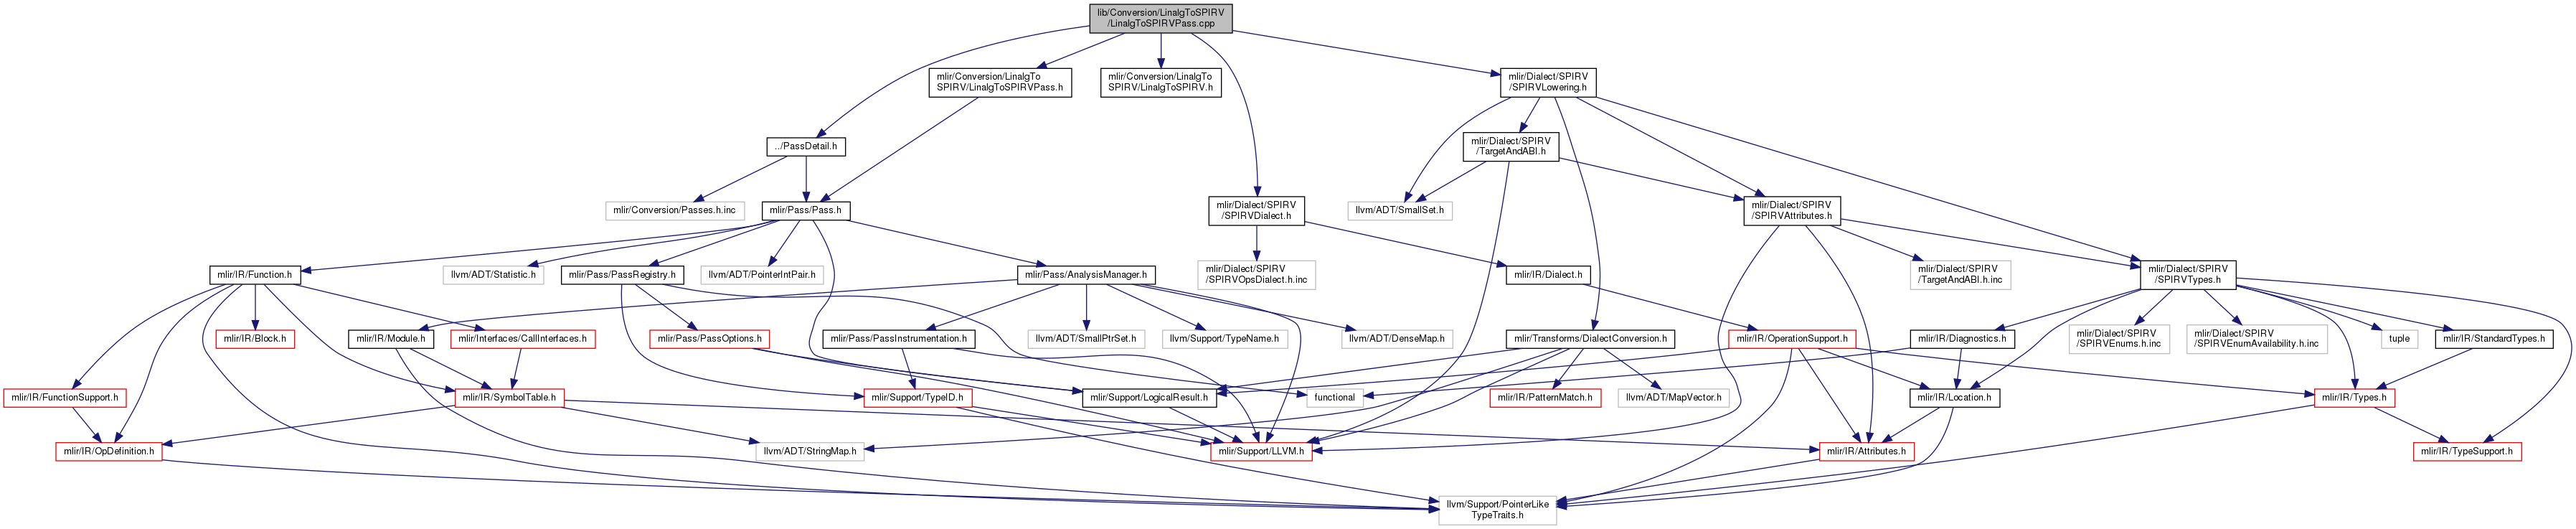 lib/Conversion/LinalgToSPIRV
/LinalgToSPIRVPass.cpp
mlir/Conversion/LinalgTo
SPIRV/LinalgToSPIRVPass.h
mlir/Conversion/LinalgTo
SPIRV/LinalgToSPIRV.h
mlir/Dialect/SPIRV
/SPIRVLowering.h
../PassDetail.h
mlir/Dialect/SPIRV
/TargetAndABI.h
mlir/Conversion/Passes.h.inc
mlir/Pass/Pass.h
mlir/Dialect/SPIRV
/SPIRVDialect.h
llvm/ADT/SmallSet.h
mlir/Dialect/SPIRV
/SPIRVAttributes.h
mlir/IR/Function.h
llvm/ADT/Statistic.h
mlir/Pass/PassRegistry.h
llvm/ADT/PointerIntPair.h
mlir/Pass/AnalysisManager.h
mlir/Dialect/SPIRV
/SPIRVOpsDialect.h.inc
mlir/IR/Dialect.h
mlir/Dialect/SPIRV
/TargetAndABI.h.inc
mlir/Dialect/SPIRV
/SPIRVTypes.h
mlir/IR/Block.h
mlir/IR/Module.h
mlir/Interfaces/CallInterfaces.h
mlir/Pass/PassOptions.h
mlir/Pass/PassInstrumentation.h
llvm/ADT/SmallPtrSet.h
llvm/Support/TypeName.h
llvm/ADT/DenseMap.h
mlir/Transforms/DialectConversion.h
mlir/IR/OperationSupport.h
mlir/IR/Diagnostics.h
mlir/Dialect/SPIRV
/SPIRVEnums.h.inc
mlir/Dialect/SPIRV
/SPIRVEnumAvailability.h.inc
tuple
mlir/IR/StandardTypes.h
mlir/IR/FunctionSupport.h
mlir/IR/SymbolTable.h
mlir/Support/TypeID.h
mlir/Support/LogicalResult.h
functional
mlir/IR/PatternMatch.h
llvm/ADT/MapVector.h
mlir/IR/Location.h
mlir/IR/Types.h
mlir/IR/OpDefinition.h
llvm/ADT/StringMap.h
mlir/Support/LLVM.h
mlir/IR/Attributes.h
mlir/IR/TypeSupport.h
llvm/Support/PointerLike
TypeTraits.h